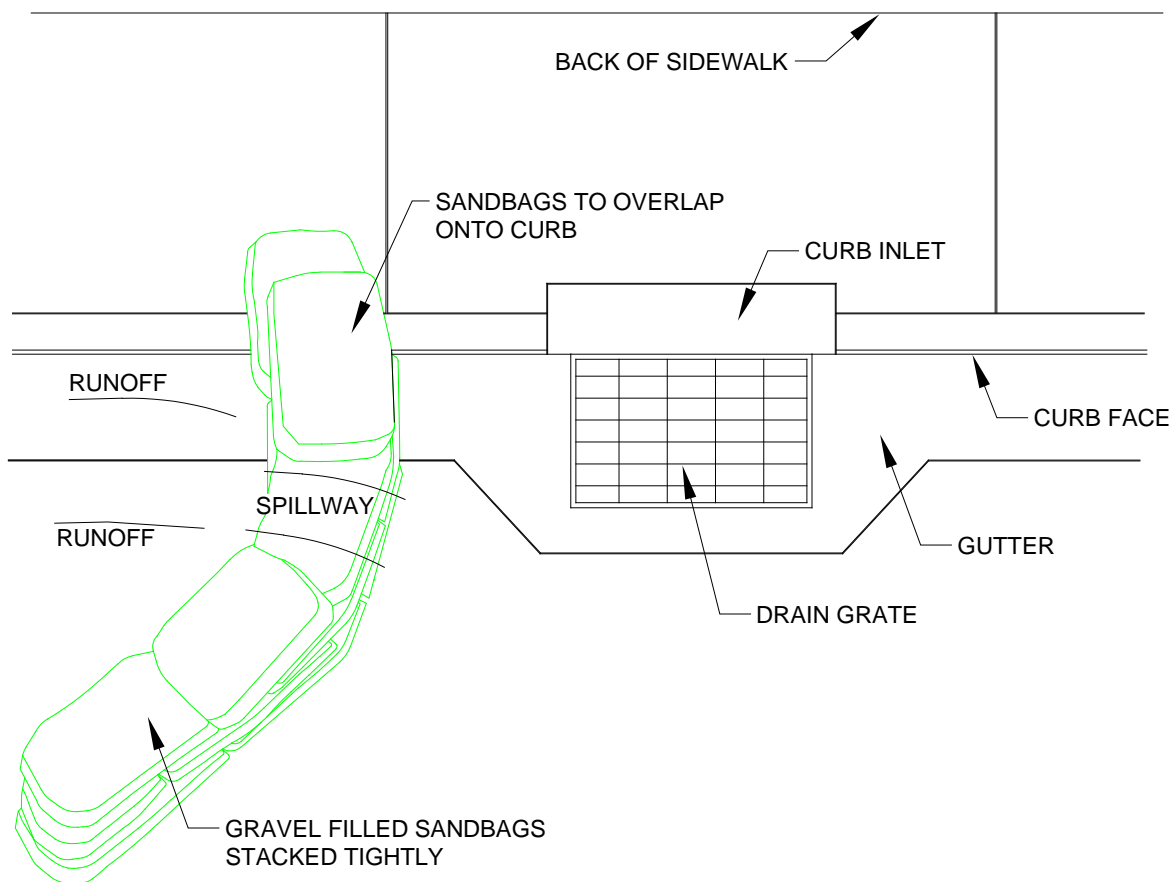 BACK OF SIDEWALK
SANDBAGS TO OVERLAP
ONTO CURB
CURB INLET
RUNOFF
CURB FACE
SPILLWAY
RUNOFF
GUTTER
DRAIN GRATE
GRAVEL FILLED SANDBAGS
STACKED TIGHTLY